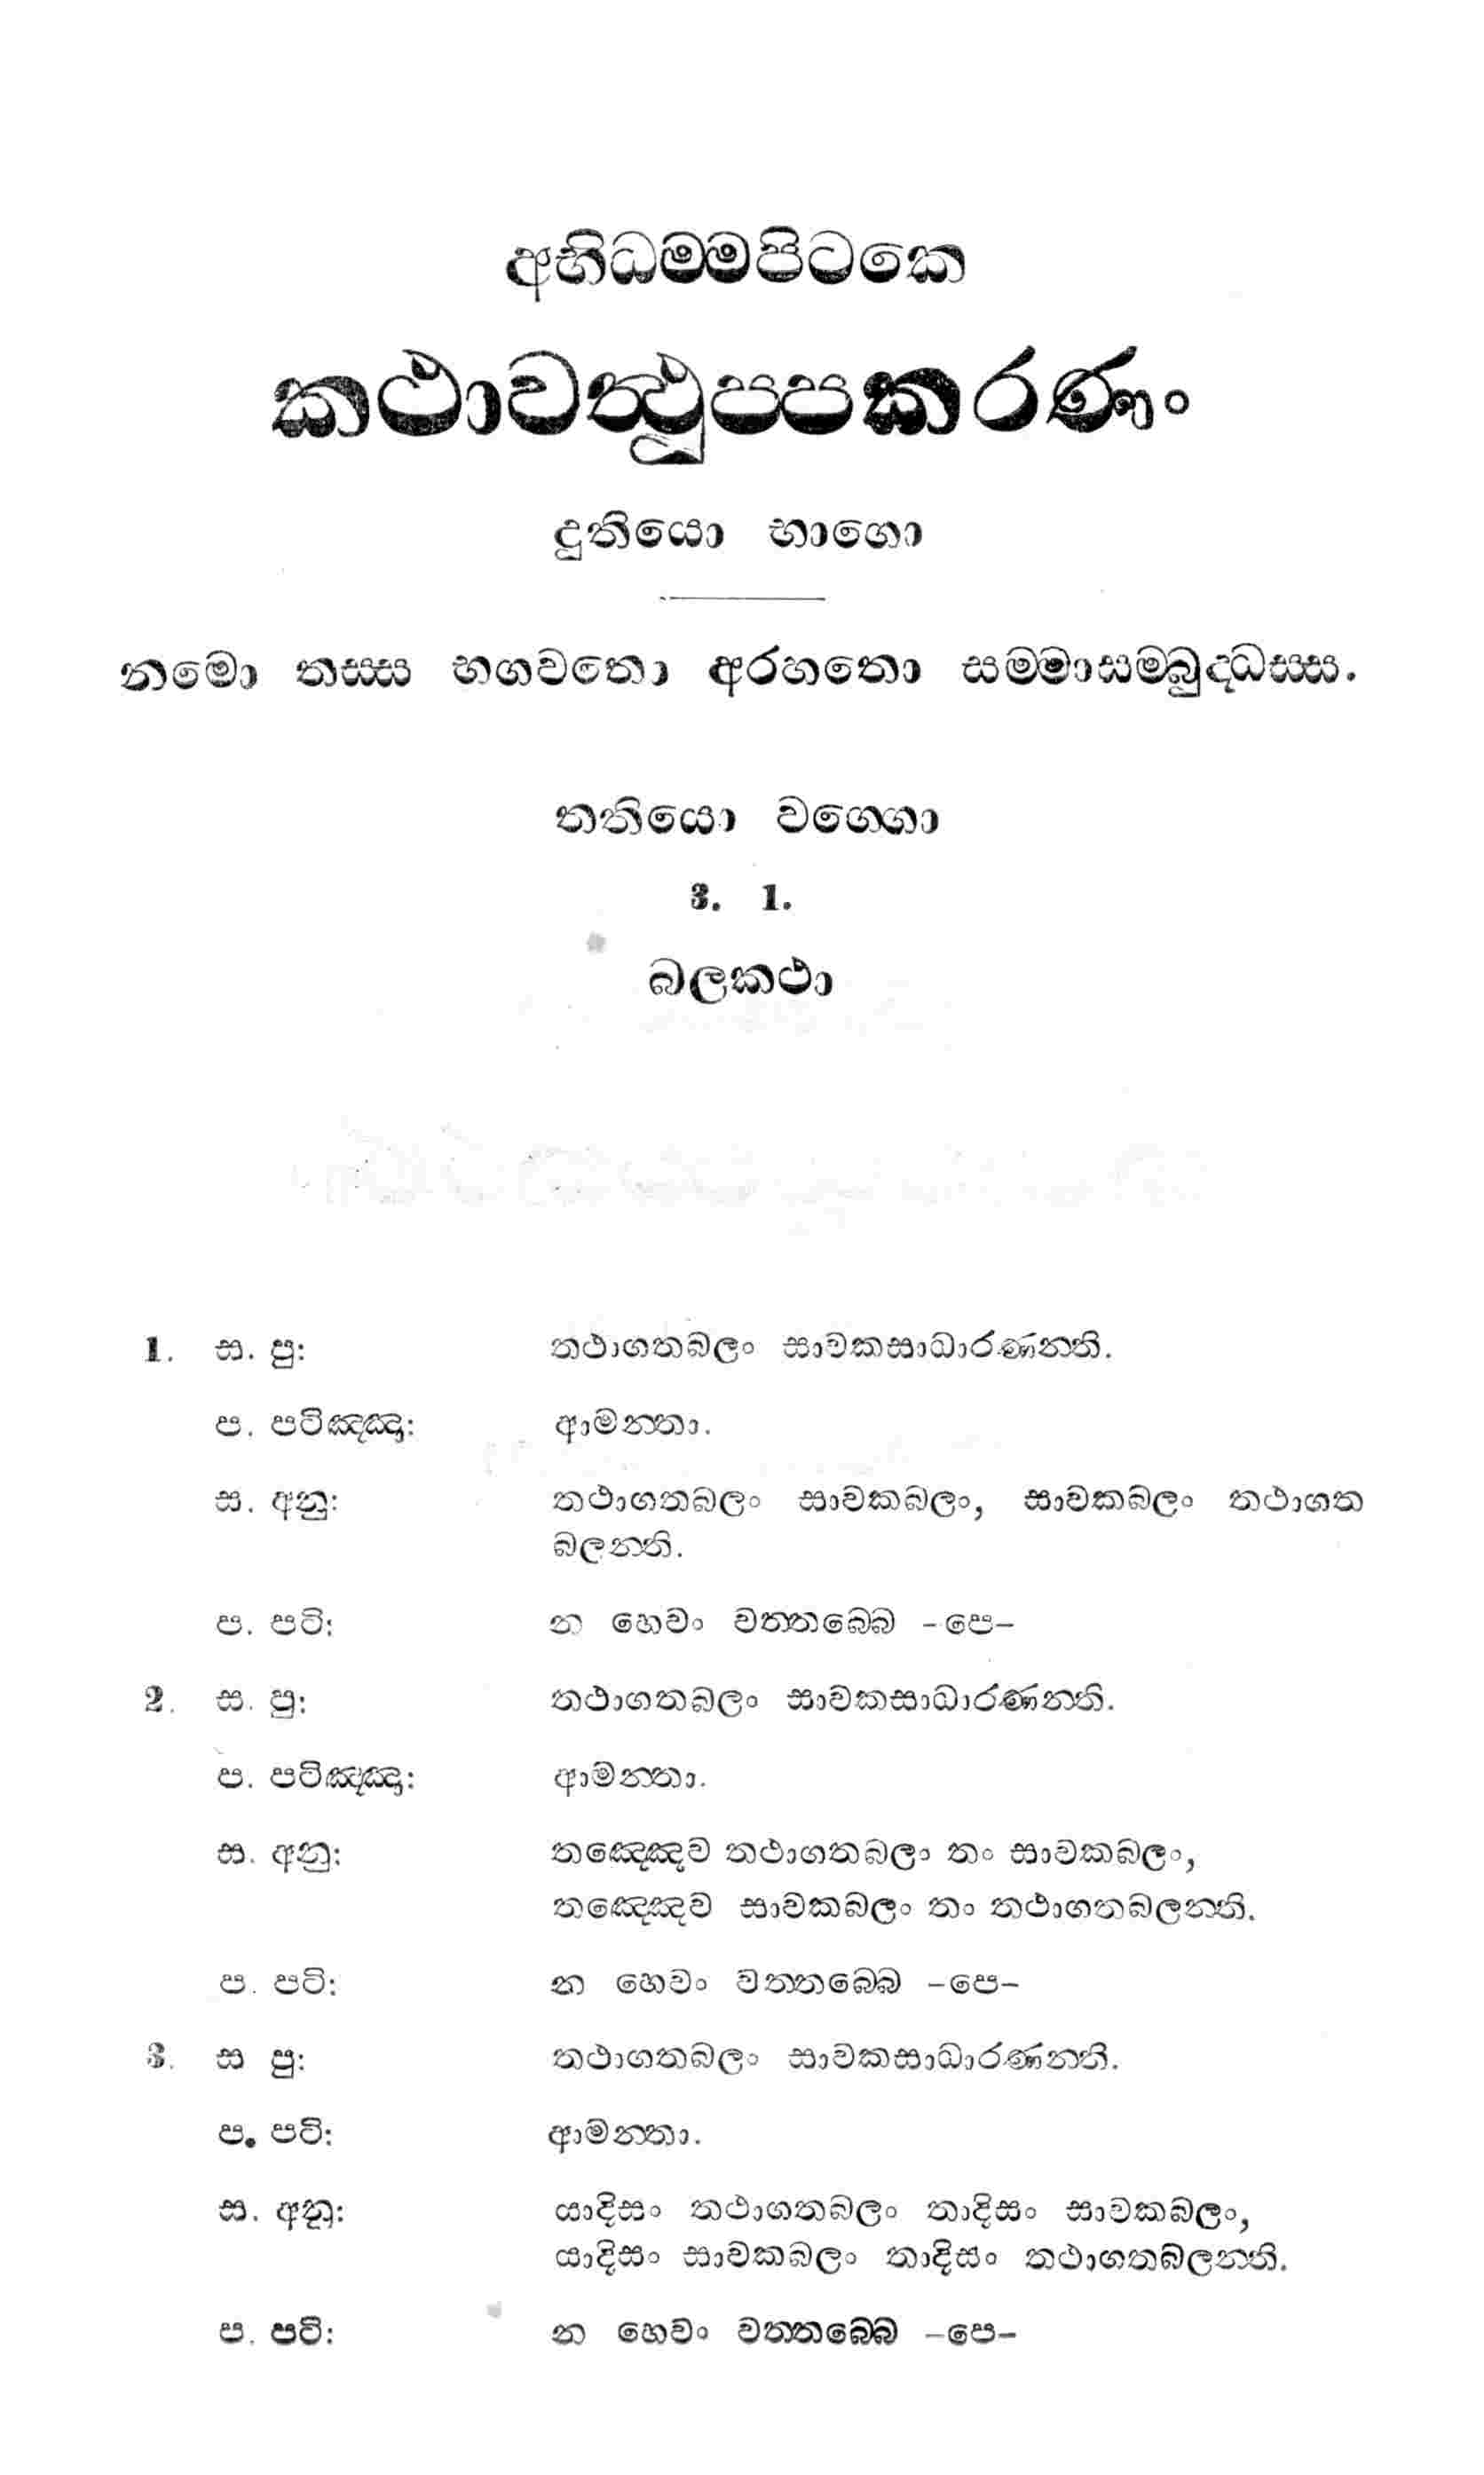 අභිධම්මපිටකෙ
කථාවත්ථුප්පකරණං
දුතියො භාගො
නමො තස්ස භගවතො අරහතො සම්මාසම්බුද්ධස්ස.
තතියො වග්ගො
3. 1.
බලකථා
1. ස. පු: තථාගතබලං සාවකසාධාරණන්ති.
ප. පටිඤ්ඤා: ආමන්තා.
ස. අනු: තථාගතබලං සාවකබලං, සාවකබලං තථාගත
බලන්ති.
ප. පටි: න හෙවං වත්තබ්බෙ -පෙ-
2. ස. පු: තථාගතබලං සාවකසාධාරණන්ති.
ප. පටිඤ්ඤා: ආමන්තා.
ස. අනු: තඤ්ඤෙව තථාගතබලං තං සාවකබලං,
තඤ්ඤෙව සාවකබලං තං තථාගතබලන්ති.
ප. පටි: න හෙවං වත්තබ්බෙ -පෙ-
3. ස පු: තථාගතබලං සාවකසාධාරණන්ති.
ප. පටි: ආමන්තා.
ස. අනු: යාදිසං තථාගතබලං තාදිසං සාවකබලං,
යාදිසං සාවකබලං තාදිසං තථාගතබලන්ති.
ප. පටි: න හෙවං වත්තබ්බෙ -පෙ-